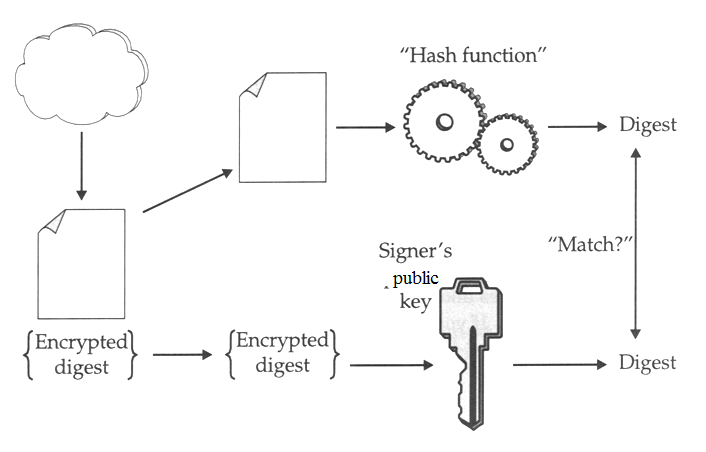 “Hash function”
Digest
“Match?”
Signer's
public
key
{Encrypted
digest}
{Encrypted
digest}
Digest